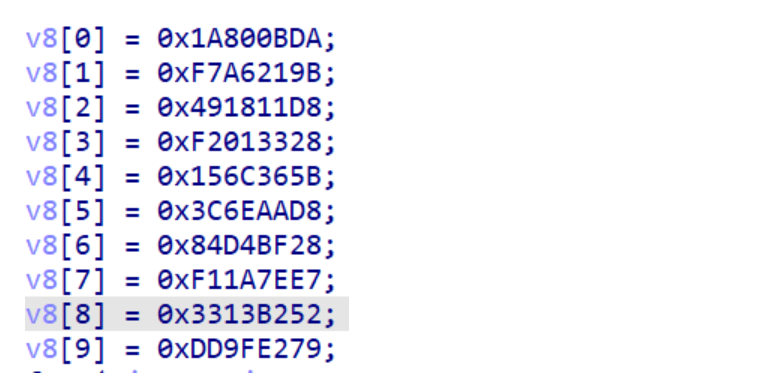 v8[0] = 0x1A800BDA;
v8[1] = 0xF7A6219B;
v8[2] = 0x491811D8;
v8[3] = 0xF2013328;
v8[4] = 0x156C365B;
v8[5] = 0x3C6EAAD8;
v8[6] = 0x84D4BF28;
v8[7] = 0xF11A7EE7;
v8[8] = 0x3313B252;
v8[9] = 0xDD9FE279;